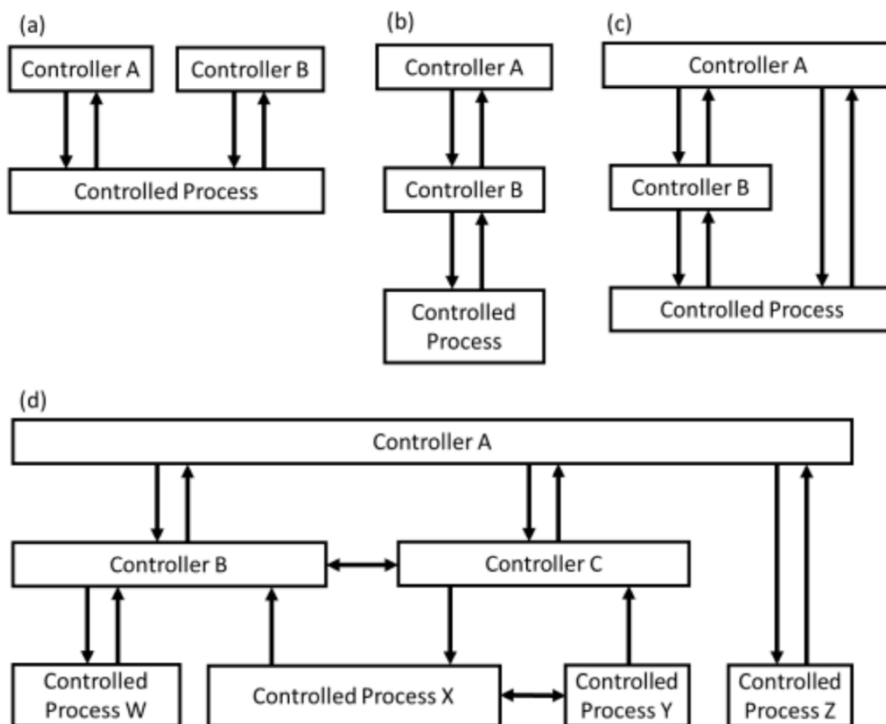 (a)
Controller A
Controller B
Controlled Process
(b)
Controller A
Controller B
Controlled
Process
(c)
Controller A
Controller B
Controlled Process
(d)
Controller A
Controller B
Controller C
Controlled
Process W
Controlled Process X
Controlled
Process Y
Controlled
Process Z